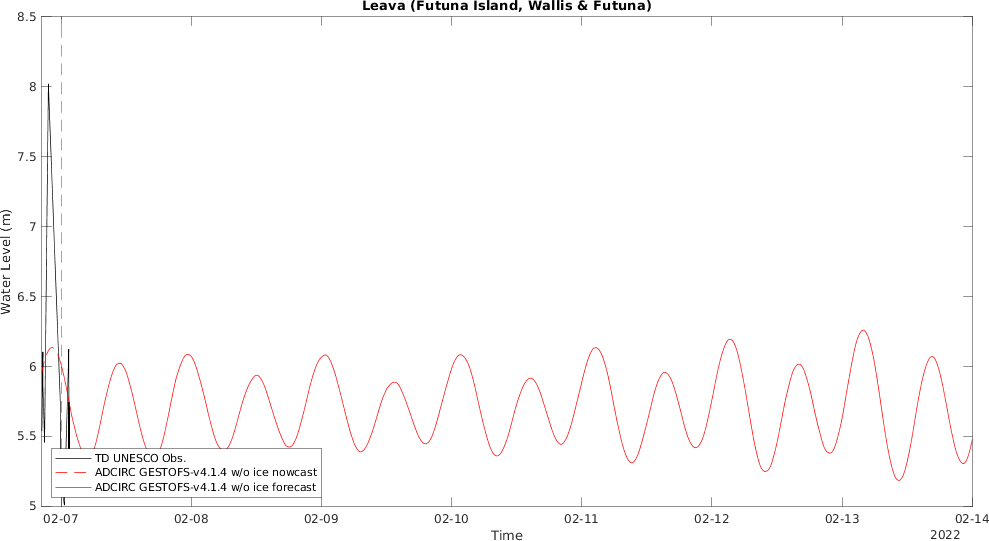 Leava (Futuna Island, Wallis & Futuna)
8.5
8
7.5
7
6.5
6
5.5
5
Water Level (m)
TD UNESCO Obs.
ADCIRC GESTOFS-v4.1.4 w/o ice nowcast
ADCIRC GESTOFS-v4.1.4 w/o ice forecast
02-07 02-08 02-09 02-10 02-11 02-12 02-13 02-14
Time
2022